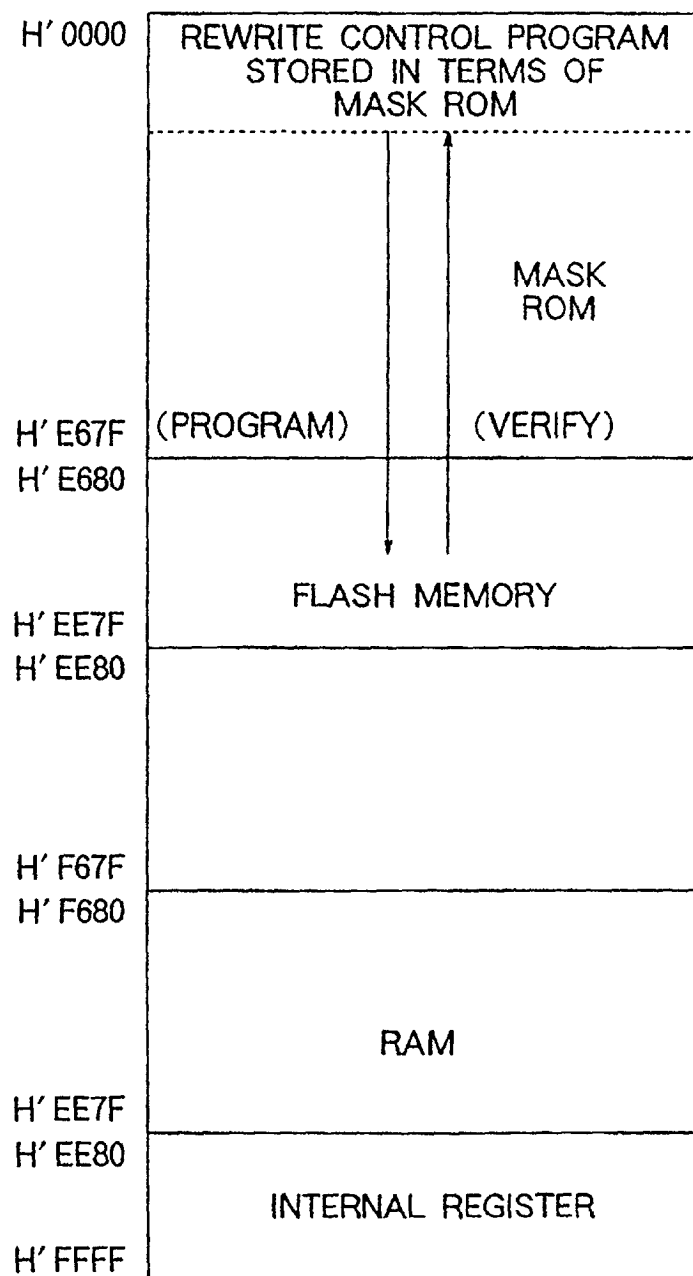 H' 0000
REWRITE CONTROL PROGRAM
STORED IN TERMS OF
MASK ROM
MASK
ROM
H' E67F
(PROGRAM)
(VERIFY)
H' E680
FLASH MEMORY
H' EE7F
H' EE80
H' F67F
H' F680
RAM
H' EE7F
H' EE80
INTERNAL REGISTER
H' FFFF